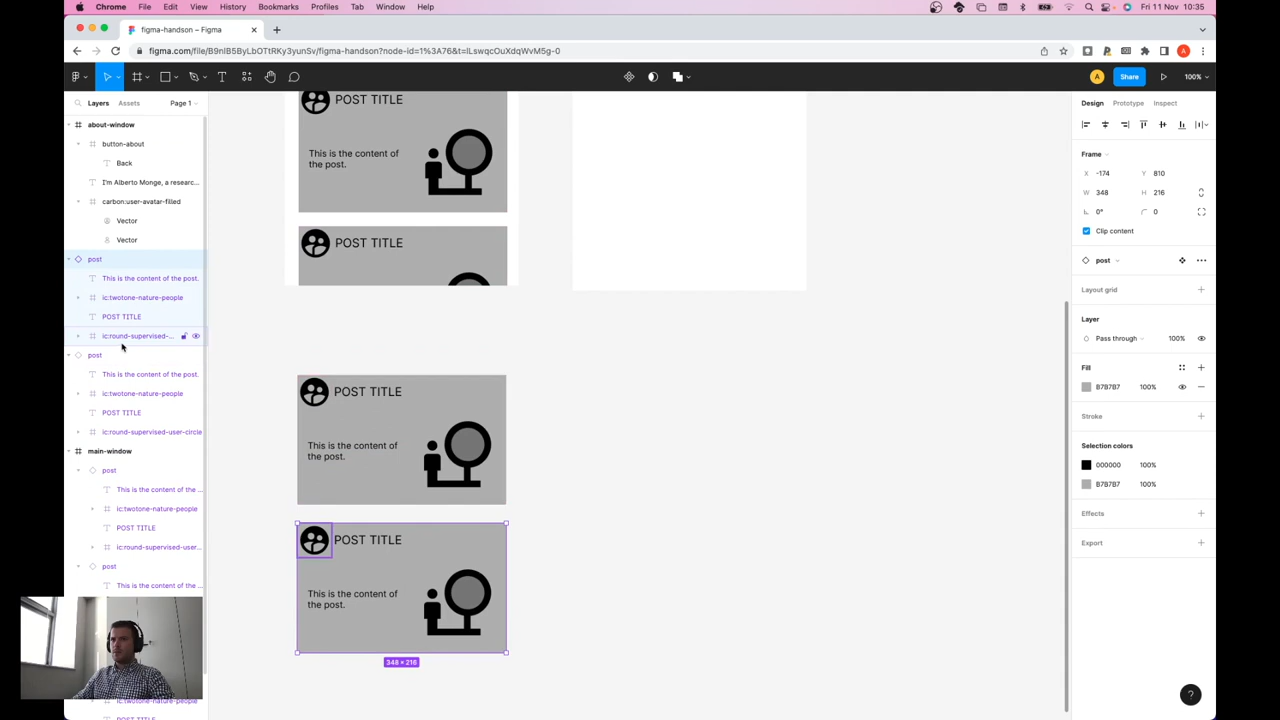 Chrome File Edit View History Bookmarks Profiles Tab Window Help Fri 11 Nov 10:35
figma-handson – Figma
figma.com/file/B9nIB5ByLbOTtRKy3yunSv/figma-handson?node-id=1%3A76&t=ILswqcOuXdqWvM5g-0
A Share 100%
Layers Assets Page 1
Design Prototype Inspect
about-window
button-about
Back
I'm Alberto Monge, a researc...
carbon:user-avatar-filled
Vector
Vector
post
This is the content of the post.
ic:twotone-nature-people
POST TITLE
ic:round-supervised-...
post
This is the content of the post.
ic:twotone-nature-people
POST TITLE
ic:round-supervised-user-circle
main-window
post
This is the content of the ...
ic:twotone-nature-people
POST TITLE
ic:round-supervised-user...
post
This is the content of the ...
ic:twotone-nature-people
POST TITLE
POST TITLE
This is the content of
the post.
POST TITLE
POST TITLE
This is the content of
the post.
POST TITLE
This is the content of
the post.
348 × 216
Frame
X -174 Y 810
W 348 H 216
0° 0
Clip content
post
Layout grid
Layer
Pass through 100%
Fill
B7B7B7 100%
Stroke
Selection colors
000000 100%
B7B7B7 100%
Effects
Export
?